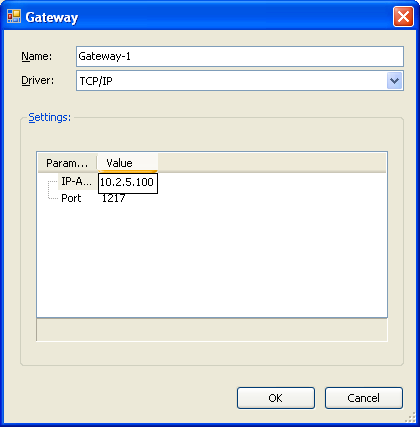 Gateway
Name: Gateway-1
Driver: TCP/IP
Settings:
Param... Value
IP-A... 10.2.5.100
Port 1217
OK Cancel